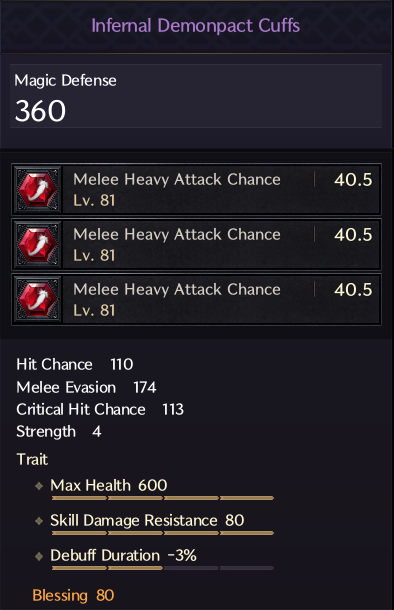 Infernal Demonpact Cuffs
Magic Defense
360
Melee Heavy Attack Chance 40.5
Lv. 81
Melee Heavy Attack Chance 40.5
Lv. 81
Melee Heavy Attack Chance 40.5
Lv. 81
Hit Chance 110
Melee Evasion 174
Critical Hit Chance 113
Strength 4
Trait
Max Health 600
Skill Damage Resistance 80
Debuff Duration -3%
Blessing 80